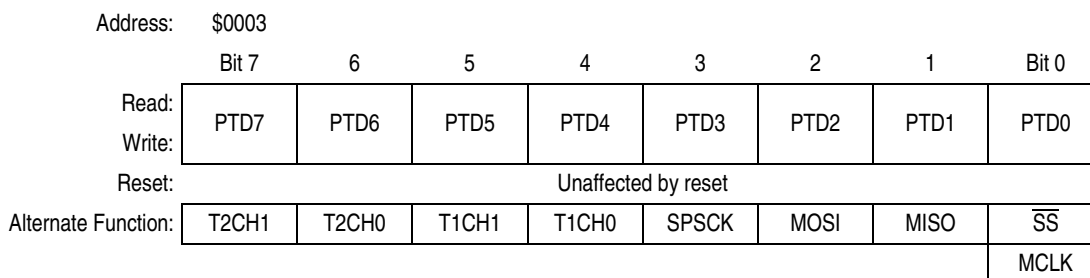 Address: $0003
Bit 7 6 5 4 3 2 1 Bit 0
Read:
PTD7 PTD6 PTD5 PTD4 PTD3 PTD2 PTD1 PTD0
Write:
Reset: Unaffected by reset
Alternate Function: T2CH1 T2CH0 T1CH1 T1CH0 SPSCK MOSI MISO S̅S̅
MCLK